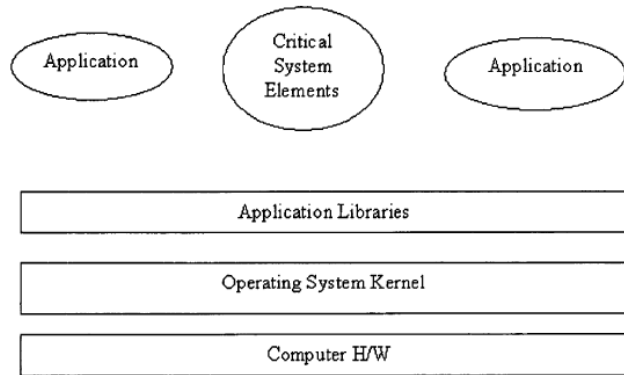 Application
Critical
System
Elements
Application
Application Libraries
Operating System Kernel
Computer H/W